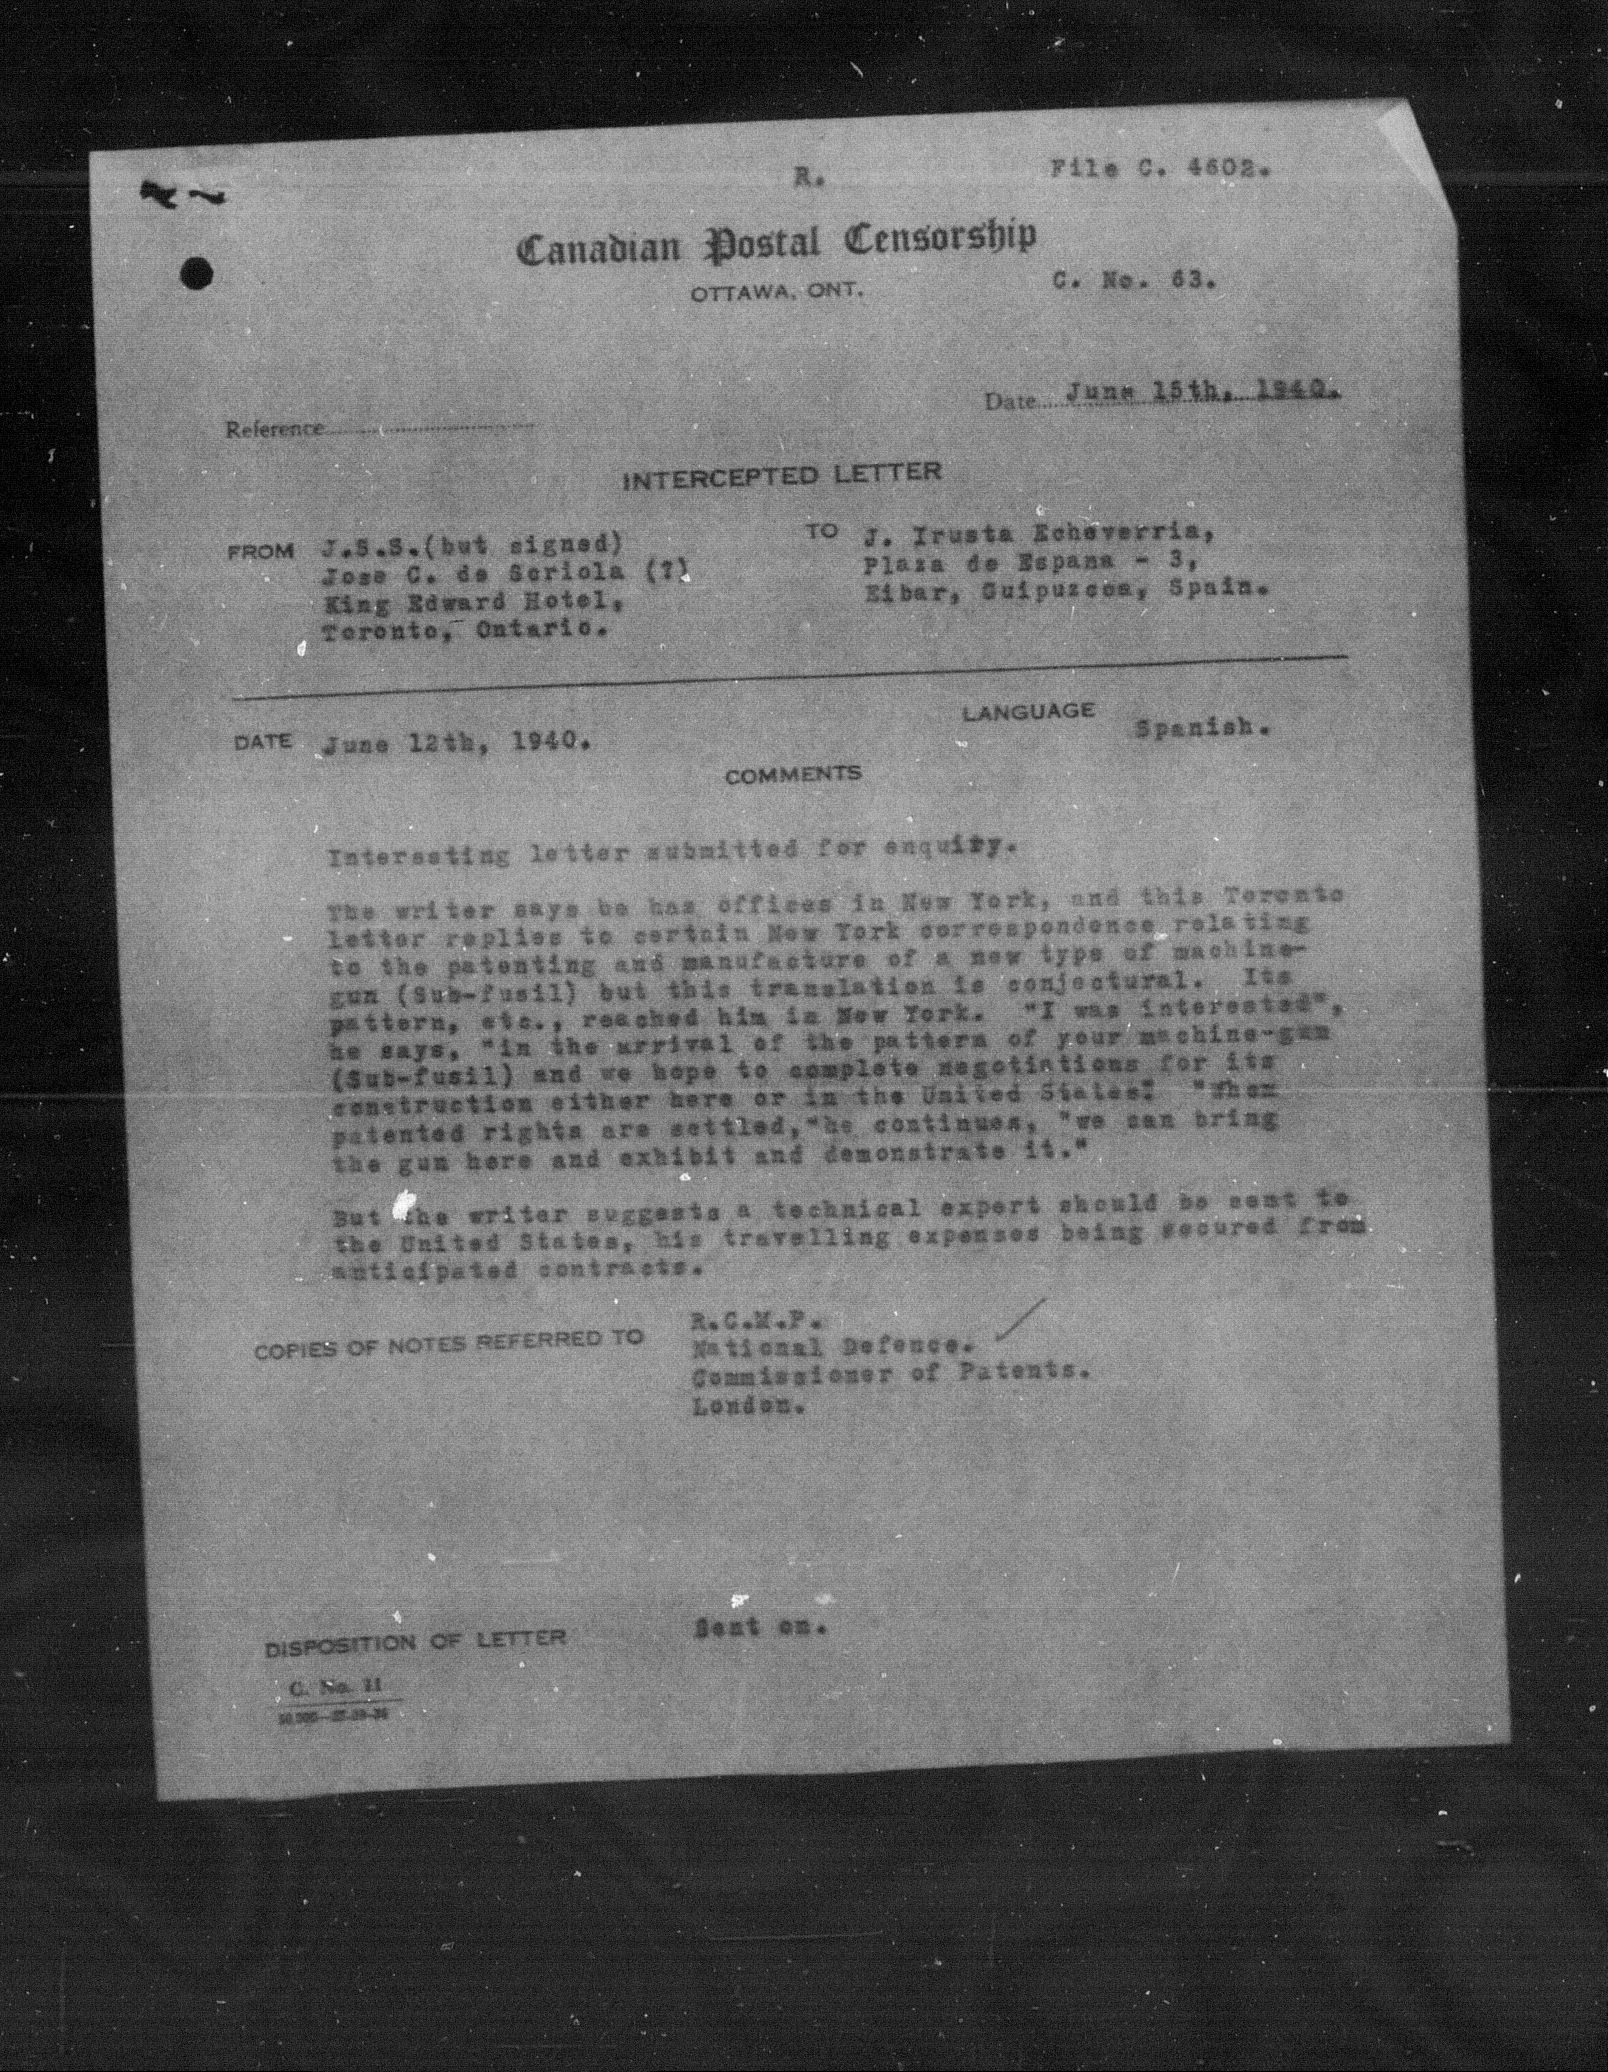 R.
File C. 4602.
Canadian Postal Censorship
OTTAWA, ONT.
C. No. 63.
Date June 15th, 1940.
Reference
INTERCEPTED LETTER
FROM J.S.S.(but signed)
Jose C. de Scriola (?)
King Edward Hotel,
Toronto, Ontario.
TO J. Irusta Echeverria,
Plaza de Espana - 3,
Eibar, Guipuzcoa, Spain.
DATE June 12th, 1940.
LANGUAGE Spanish.
COMMENTS
Interesting letter submitted for enquiry.
The writer says he has offices in New York, and this Toronto
letter replies to certain New York correspondence relating
to the patenting and manufacture of a new type of machine-
gun (Sub-fusil) but this translation is conjectural. Its
pattern, etc., reached him in New York. "I was interested",
he says, "in the arrival of the pattern of your machine-gun
(Sub-fusil) and we hope to complete negotiations for its
construction either here or in the United States" "When
patented rights are settled,"he continues, "we can bring
the gun here and exhibit and demonstrate it."
But the writer suggests a technical expert should be sent to
the United States, his travelling expenses being secured from
anticipated contracts.
COPIES OF NOTES REFERRED TO
R.C.M.P.
National Defence.
Commissioner of Patents.
London.
DISPOSITION OF LETTER
Sent on.
C. No. 11